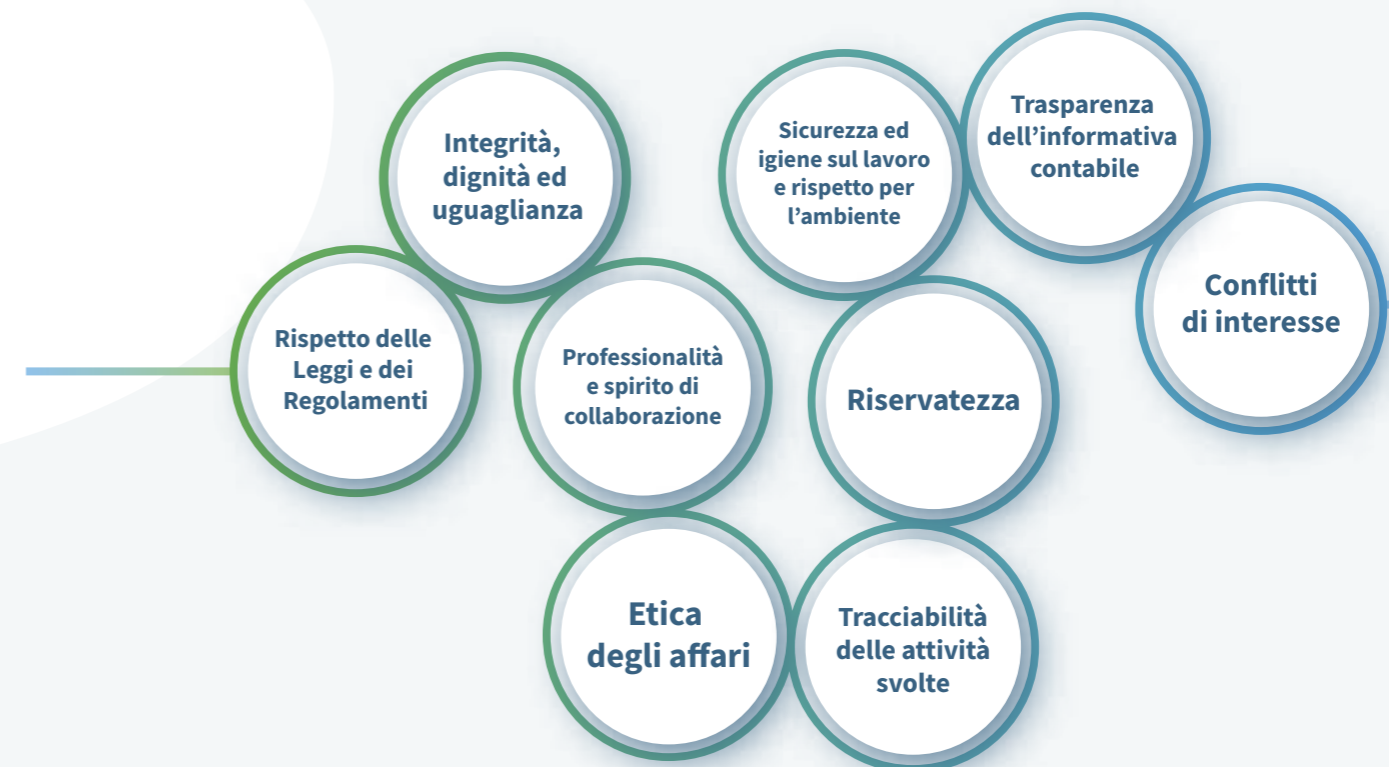 Rispetto delle
Leggi e dei
Regolamenti
Integrità,
dignità ed
uguaglianza
Professionalità
e spirito di
collaborazione
Etica
degli affari
Tracciabilità
delle attività
svolte
Riservatezza
Sicurezza ed
igiene sul lavoro
e rispetto per
l’ambiente
Trasparenza
dell’informativa
contabile
Conflitti
di interesse